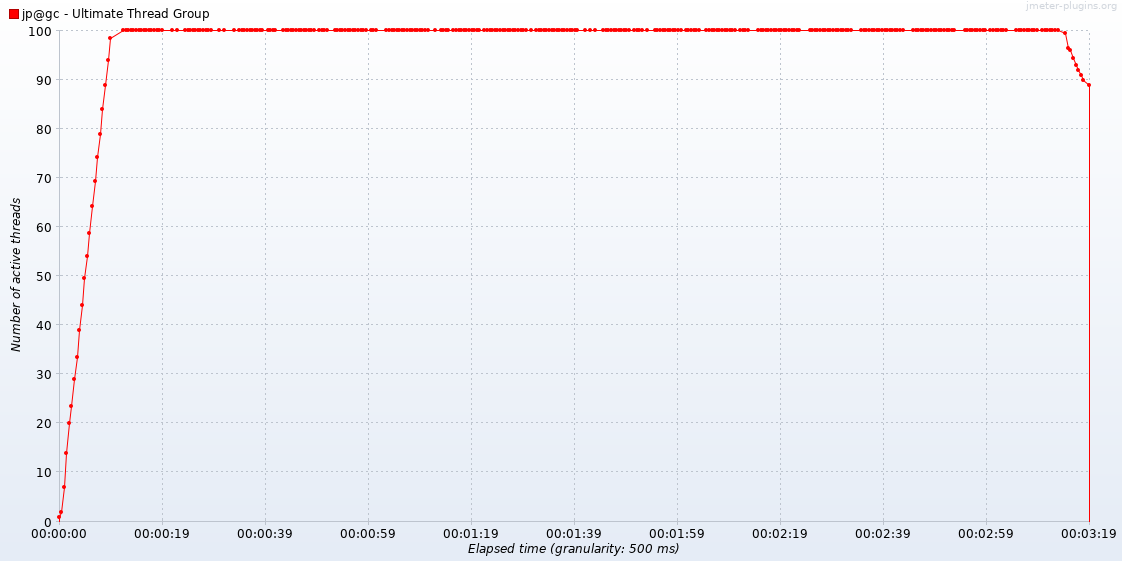 jmeter-plugins.org
jp@gc - Ultimate Thread Group
100
90
80
70
60
50
40
30
20
10
0
Number of active threads
00:00:00 00:00:19 00:00:39 00:00:59 00:01:19 00:01:39 00:01:59 00:02:19 00:02:39 00:02:59 00:03:19
Elapsed time (granularity: 500 ms)